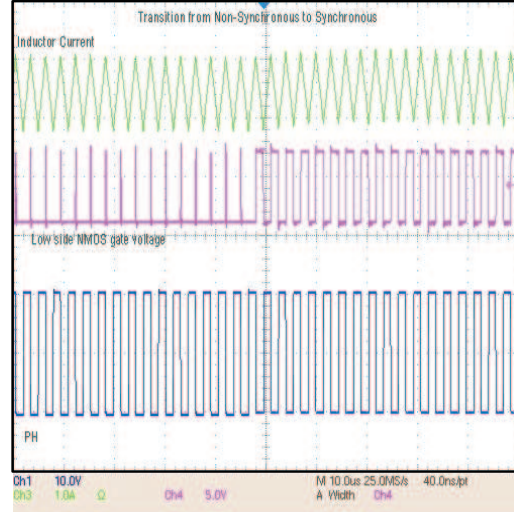 Transition from Non-Synchronous to Synchronous
Inductor Current
Low side NMOS gate voltage
PH
Ch1 10.0V M 10.0us 25.0MS/s 40.0ns/pt
Ch3 1.0A Ω Ch4 5.0V A Width Ch4